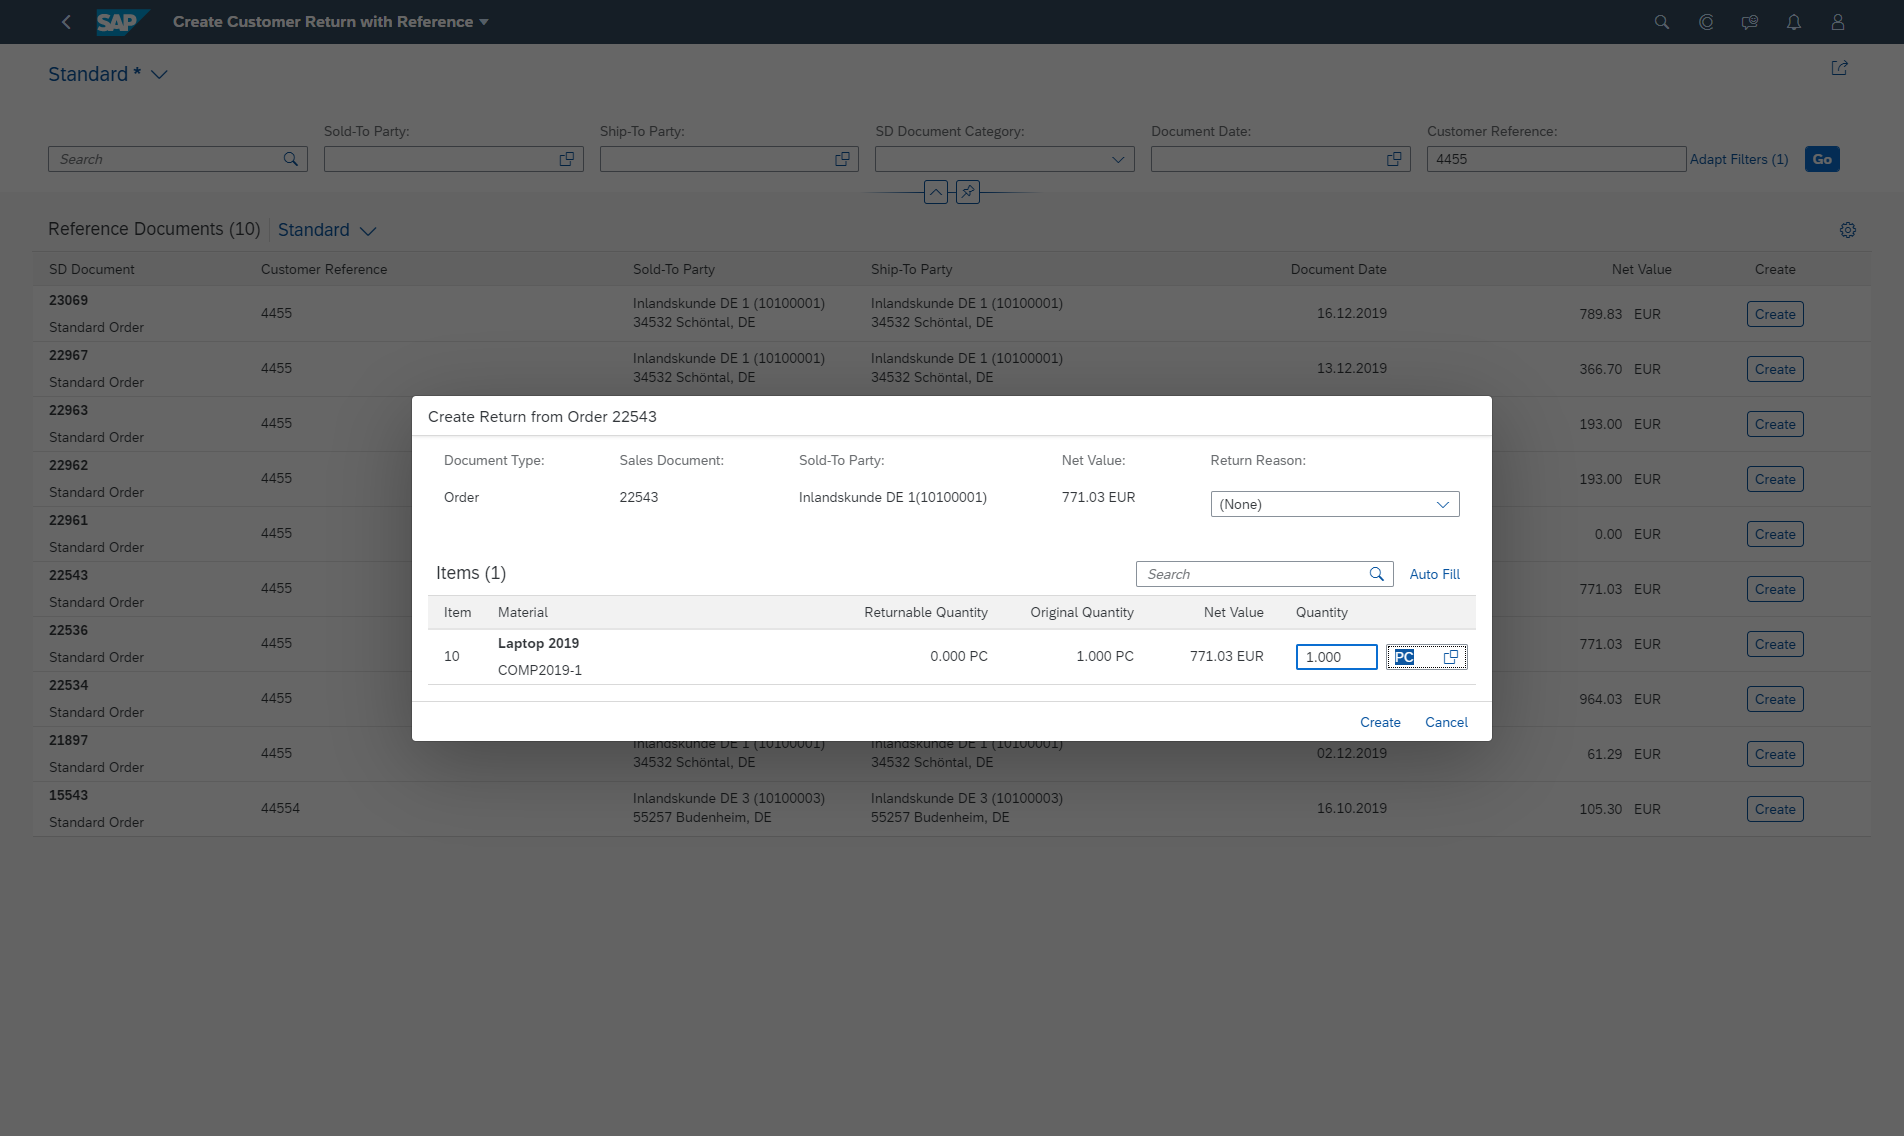 SAP Create Customer Return with Reference
Standard *
Sold-To Party: Ship-To Party: SD Document Category: Document Date: Customer Reference:
Search 4455 Adapt Filters (1) Go
Reference Documents (10) Standard
SD Document Customer Reference Sold-To Party Ship-To Party Document Date Net Value Create
23069
Standard Order
4455
Inlandskunde DE 1 (10100001)
34532 Schöntal, DE
Inlandskunde DE 1 (10100001)
34532 Schöntal, DE
16.12.2019 789.83 EUR Create
22967
Standard Order
4455
Inlandskunde DE 1 (10100001)
34532 Schöntal, DE
Inlandskunde DE 1 (10100001)
34532 Schöntal, DE
13.12.2019 366.70 EUR Create
22963
Standard Order
4455 193.00 EUR Create
22962
Standard Order
4455 193.00 EUR Create
22961
Standard Order
4455 0.00 EUR Create
22543
Standard Order
4455 771.03 EUR Create
22536
Standard Order
4455 771.03 EUR Create
22534
Standard Order
4455 964.03 EUR Create
21897
Standard Order
4455
Inlandskunde DE 1 (10100001)
34532 Schöntal, DE
Inlandskunde DE 1 (10100001)
34532 Schöntal, DE
02.12.2019 61.29 EUR Create
15543
Standard Order
44554
Inlandskunde DE 3 (10100003)
55257 Budenheim, DE
Inlandskunde DE 3 (10100003)
55257 Budenheim, DE
16.10.2019 105.30 EUR Create
Create Return from Order 22543
Document Type: Sales Document: Sold-To Party: Net Value: Return Reason:
Order 22543 Inlandskunde DE 1(10100001) 771.03 EUR (None)
Items (1) Search Auto Fill
Item Material Returnable Quantity Original Quantity Net Value Quantity
10
Laptop 2019
COMP2019-1
0.000 PC 1.000 PC 771.03 EUR 1.000 PC
Create Cancel